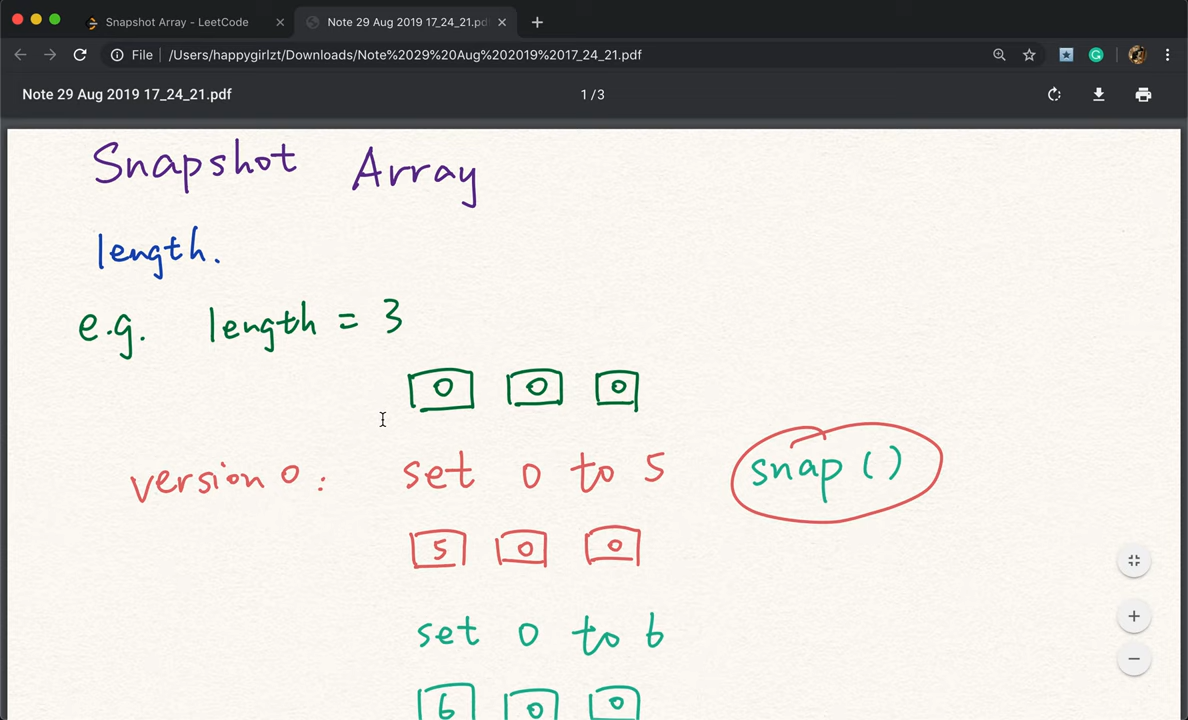 Snapshot Array - LeetCode
Note 29 Aug 2019 17_24_21.pd
File /Users/happygirlzt/Downloads/Note%2029%20Aug%202019%2017_24_21.pdf
Note 29 Aug 2019 17_24_21.pdf
1 / 3
Snapshot Array
length.
e.g. length = 3
0 0 0
version 0 : set 0 to 5 snap ( )
5 0 0
set 0 to 6
6 0 0